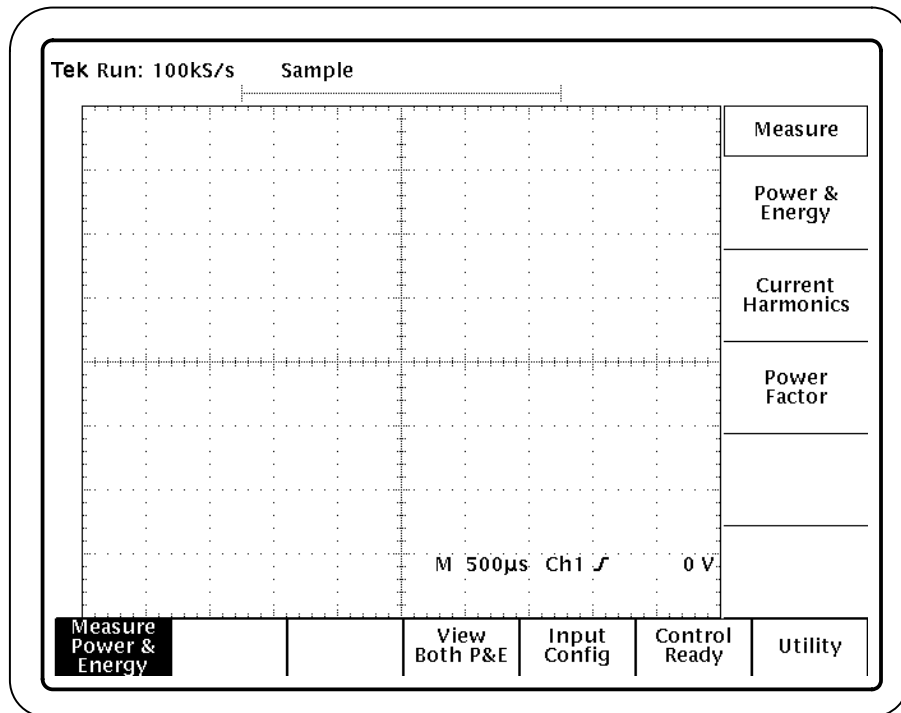 Tek Run: 100kS/s Sample
Measure
Power &
Energy
Current
Harmonics
Power
Factor
M 500µs Ch1 0 V
Measure
Power &
Energy
View
Both P&E
Input
Config
Control
Ready
Utility